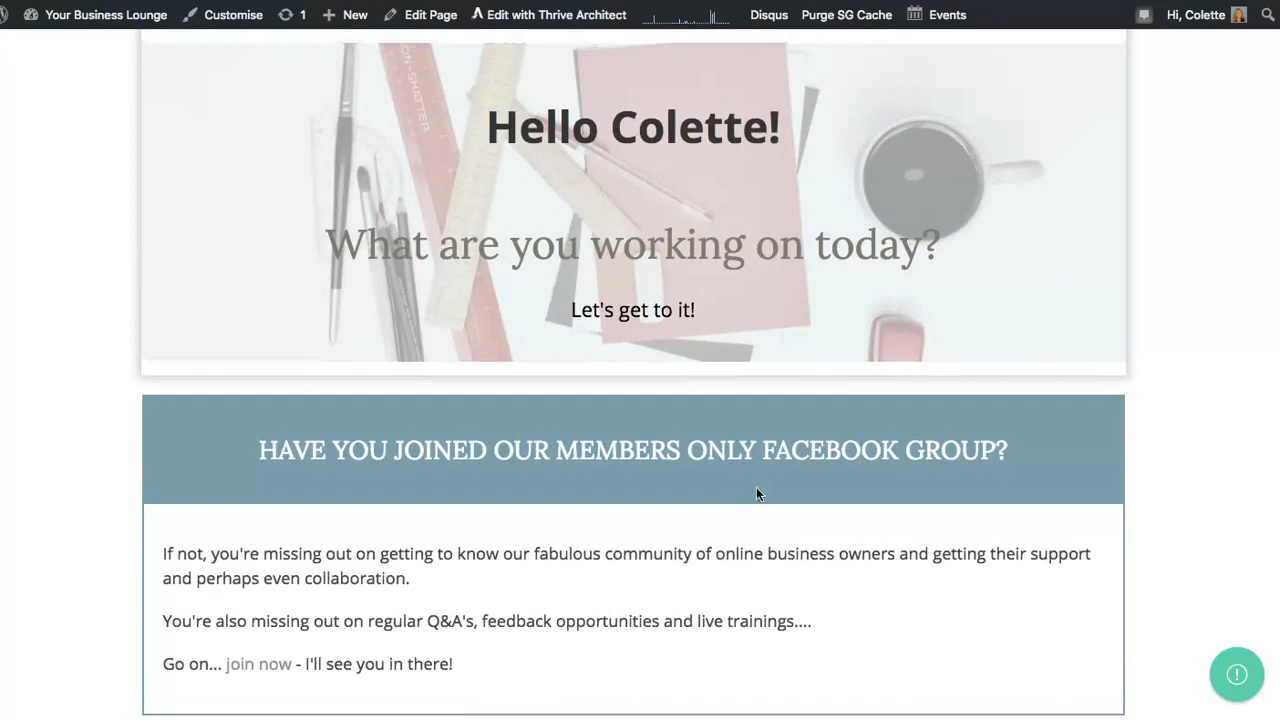 Your Business Lounge Customise 1 New Edit Page Edit with Thrive Architect Disqus Purge SG Cache Events Hi, Colette
NON-SHATTER
Hello Colette!
What are you working on today?
Let's get to it!
HAVE YOU JOINED OUR MEMBERS ONLY FACEBOOK GROUP?
If not, you're missing out on getting to know our fabulous community of online business owners and getting their support
and perhaps even collaboration.
You're also missing out on regular Q&A's, feedback opportunities and live trainings....
Go on... join now - I'll see you in there!